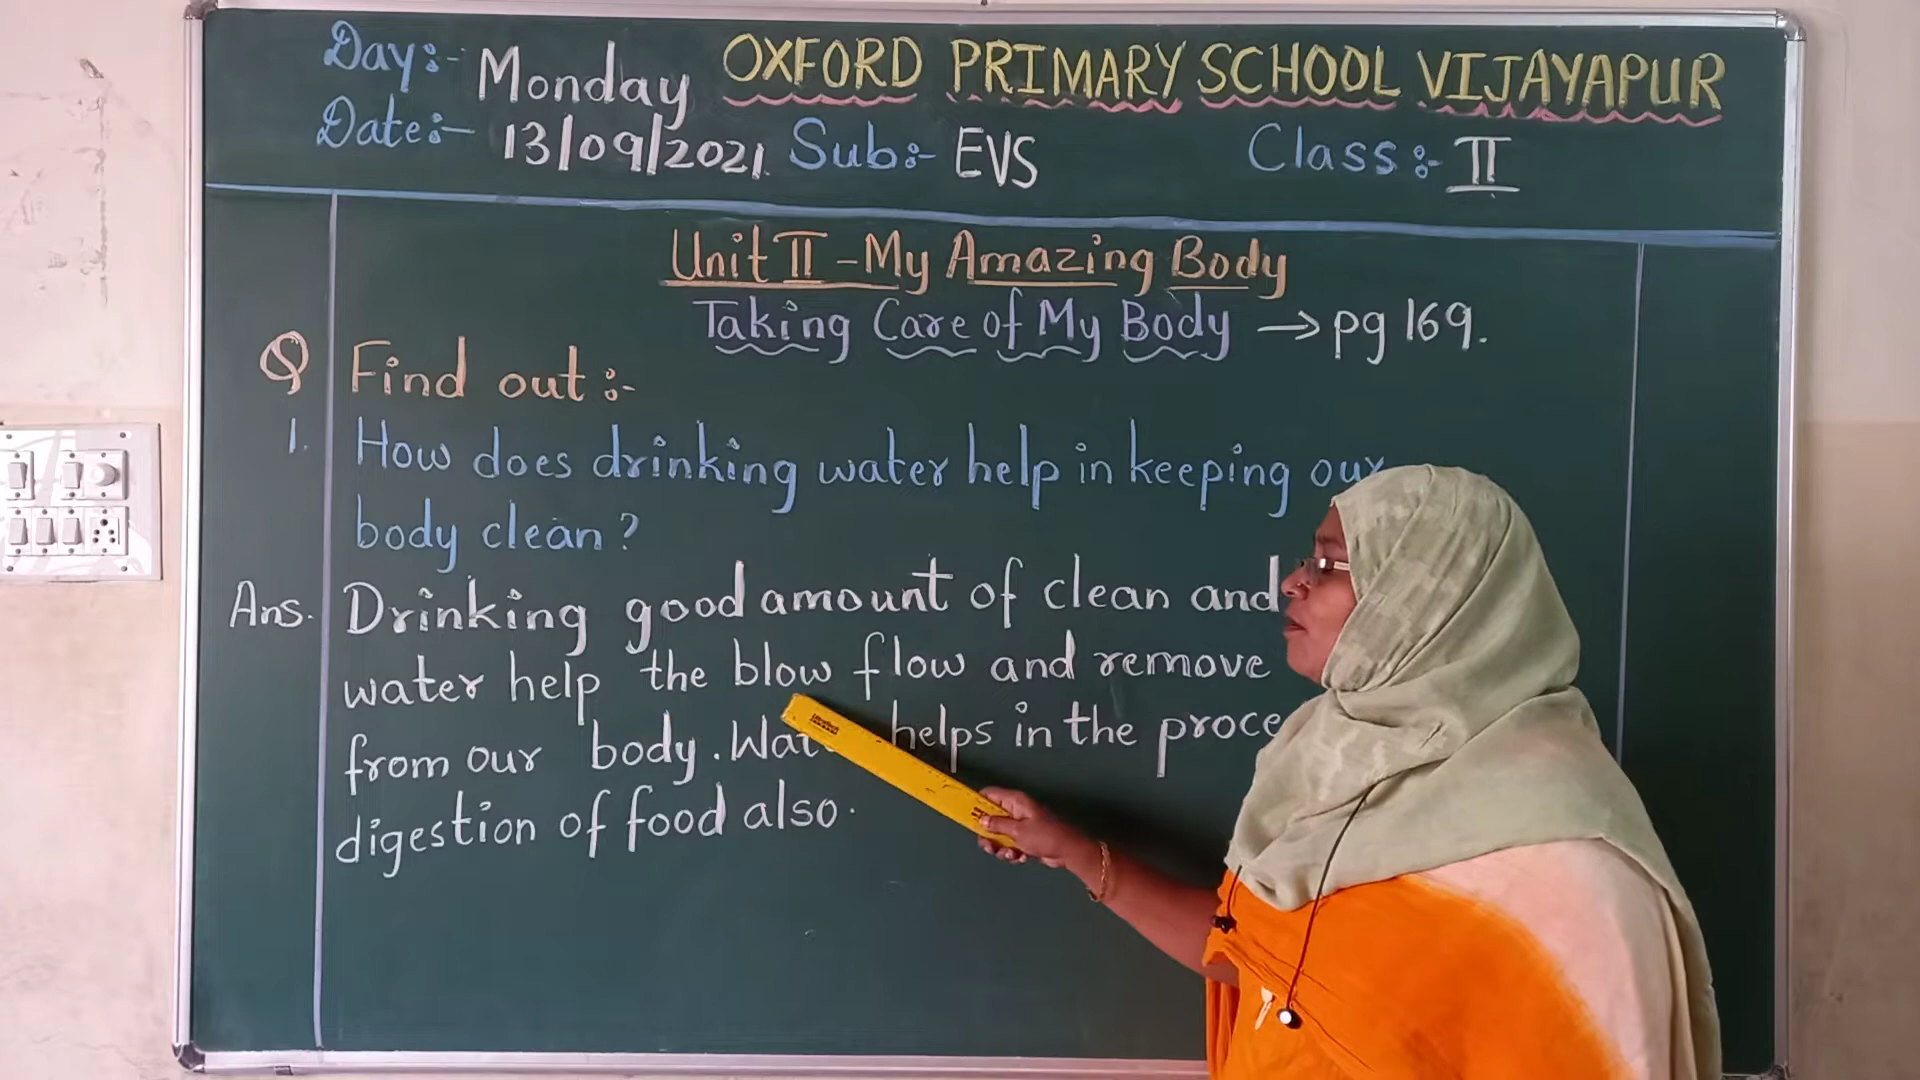 Day:- Monday OXFORD PRIMARY SCHOOL VIJAYAPUR
Date:- 13/09/2021. Sub:- EVS Class:- II
Unit II - My Amazing Body
Taking Care of My Body → pg 169.
Q Find out:-
1. How does drinking water help in keeping our
body clean?
Ans. Drinking good amount of clean and
water help the blow flow and remove
from our body. helps in the
digestion of food also.